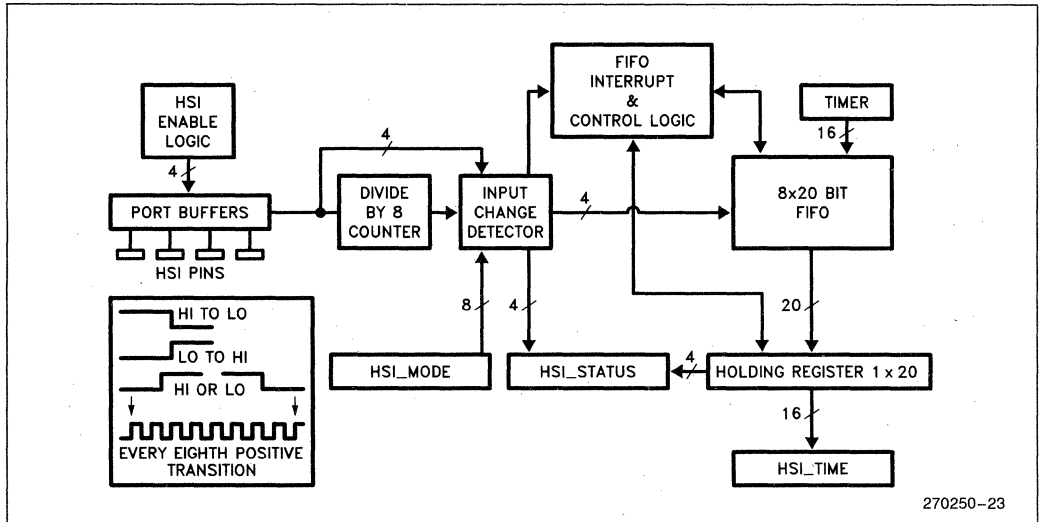 HSI
ENABLE
LOGIC
4
PORT BUFFERS
HSI PINS
4
DIVIDE
BY 8
COUNTER
INPUT
CHANGE
DETECTOR
FIFO
INTERRUPT
&
CONTROL LOGIC
TIMER
16
4
8x20 BIT
FIFO
8
4
20
HSI_MODE
HSI_STATUS
4
HOLDING REGISTER 1 x 20
16
HSI_TIME
HI TO LO
LO TO HI
HI OR LO
EVERY EIGHTH POSITIVE
TRANSITION
270250-23